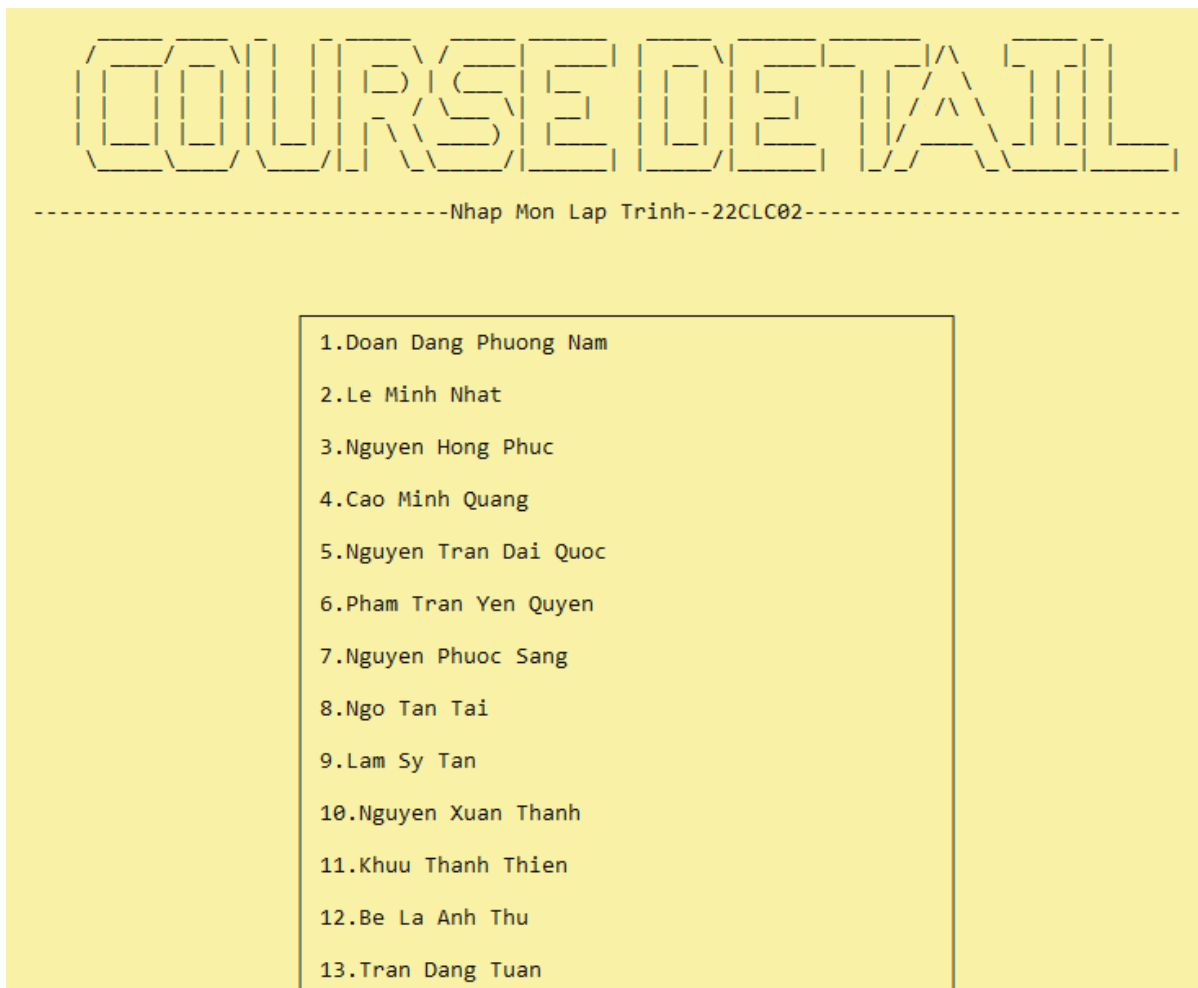 COURSE DETAIL
--------------------------------Nhap Mon Lap Trinh--22CLC02-----------------------------
1.Doan Dang Phuong Nam
2.Le Minh Nhat
3.Nguyen Hong Phuc
4.Cao Minh Quang
5.Nguyen Tran Dai Quoc
6.Pham Tran Yen Quyen
7.Nguyen Phuoc Sang
8.Ngo Tan Tai
9.Lam Sy Tan
10.Nguyen Xuan Thanh
11.Khuu Thanh Thien
12.Be La Anh Thu
13.Tran Dang Tuan